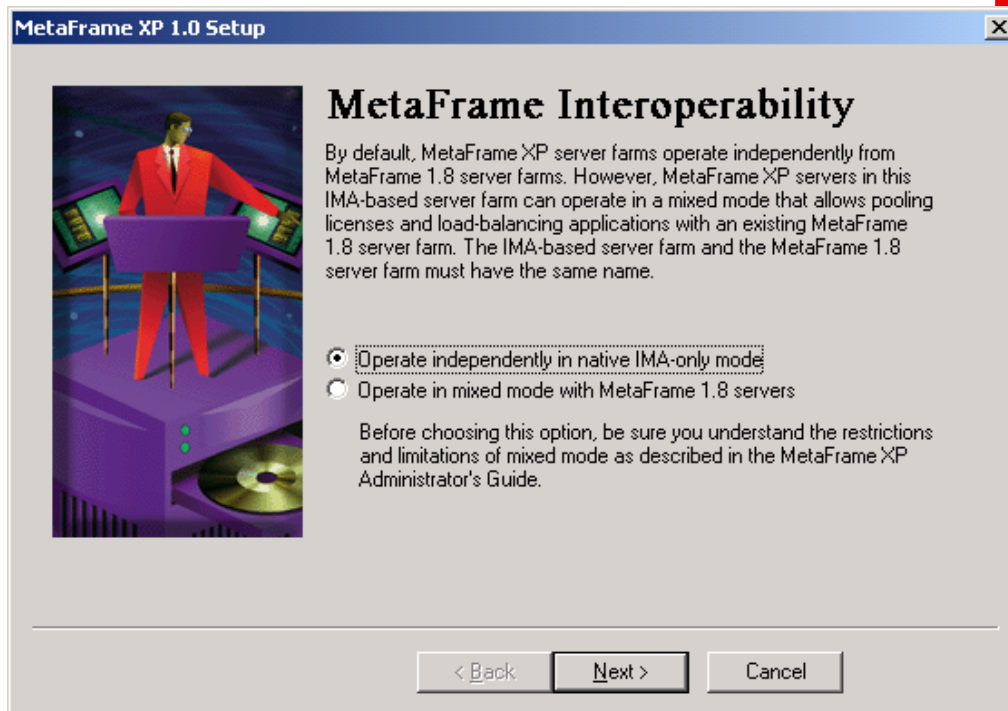 MetaFrame XP 1.0 Setup
MetaFrame Interoperability
By default, MetaFrame XP server farms operate independently from
MetaFrame 1.8 server farms. However, MetaFrame XP servers in this
IMA-based server farm can operate in a mixed mode that allows pooling
licenses and load-balancing applications with an existing MetaFrame
1.8 server farm. The IMA-based server farm and the MetaFrame 1.8
server farm must have the same name.
Operate independently in native IMA-only mode
Operate in mixed mode with MetaFrame 1.8 servers
Before choosing this option, be sure you understand the restrictions
and limitations of mixed mode as described in the MetaFrame XP
Administrator's Guide.
< Back
Next >
Cancel